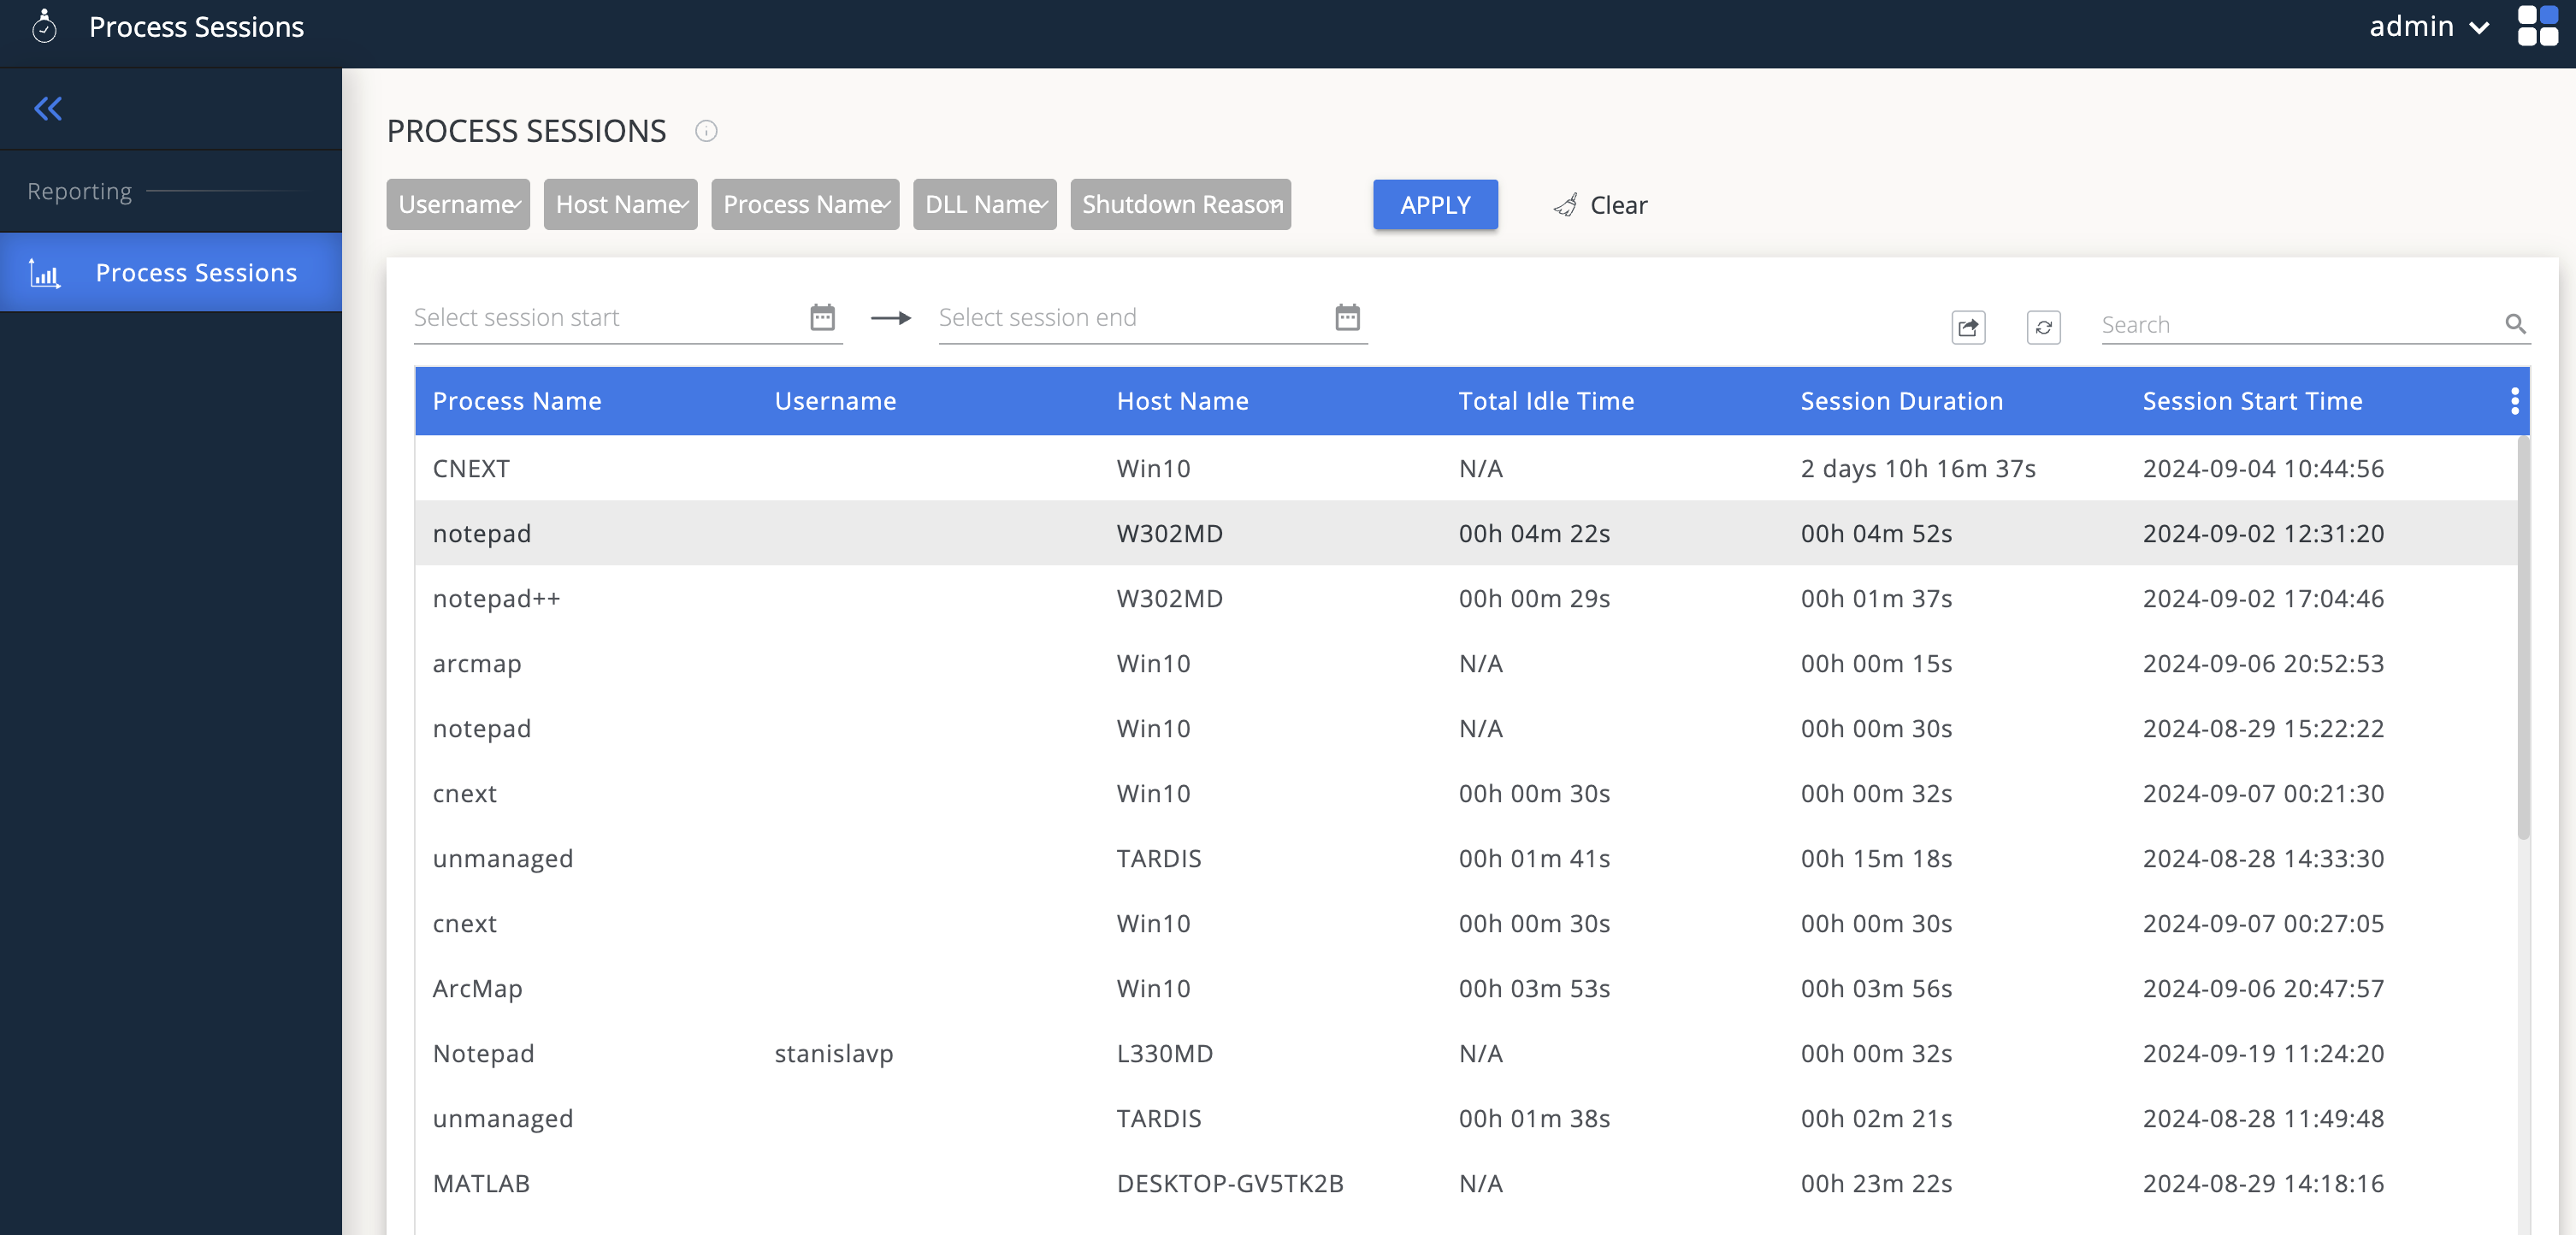 Process Sessions
admin
Reporting
Process Sessions
PROCESS SESSIONS
Username Host Name Process Name DLL Name Shutdown Reason APPLY Clear
Select session start Select session end Search
Process Name Username Host Name Total Idle Time Session Duration Session Start Time
CNEXT Win10 N/A 2 days 10h 16m 37s 2024-09-04 10:44:56
notepad W302MD 00h 04m 22s 00h 04m 52s 2024-09-02 12:31:20
notepad++ W302MD 00h 00m 29s 00h 01m 37s 2024-09-02 17:04:46
arcmap Win10 N/A 00h 00m 15s 2024-09-06 20:52:53
notepad Win10 N/A 00h 00m 30s 2024-08-29 15:22:22
cnext Win10 00h 00m 30s 00h 00m 32s 2024-09-07 00:21:30
unmanaged TARDIS 00h 01m 41s 00h 15m 18s 2024-08-28 14:33:30
cnext Win10 00h 00m 30s 00h 00m 30s 2024-09-07 00:27:05
ArcMap Win10 00h 03m 53s 00h 03m 56s 2024-09-06 20:47:57
Notepad stanislavp L330MD N/A 00h 00m 32s 2024-09-19 11:24:20
unmanaged TARDIS 00h 01m 38s 00h 02m 21s 2024-08-28 11:49:48
MATLAB DESKTOP-GV5TK2B N/A 00h 23m 22s 2024-08-29 14:18:16